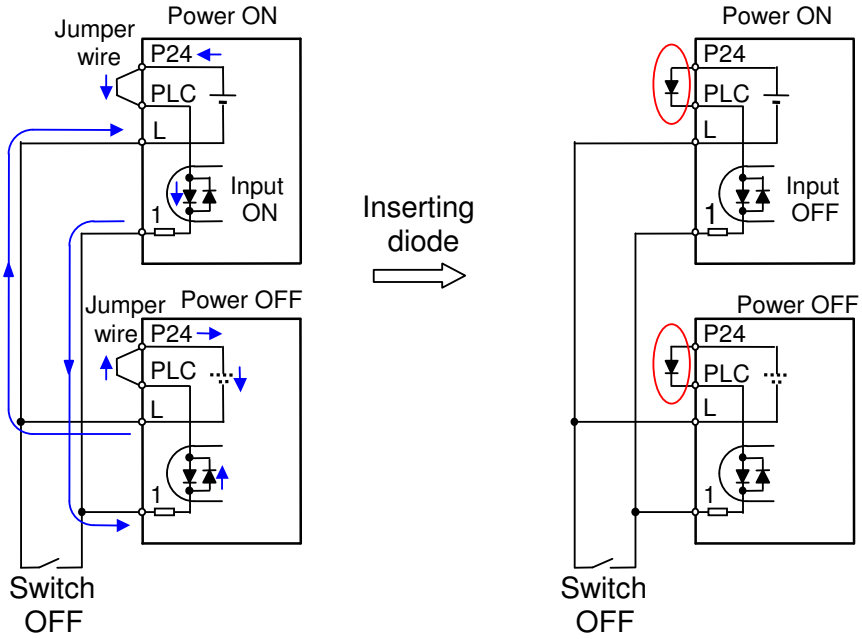 Power ON
Jumper
wire
P24
PLC
L
Input
ON
1
Jumper
wire
Power OFF
P24
PLC
L
1
Switch
OFF
Inserting
diode
Power ON
P24
PLC
L
Input
OFF
1
Power OFF
P24
PLC
L
1
Switch
OFF